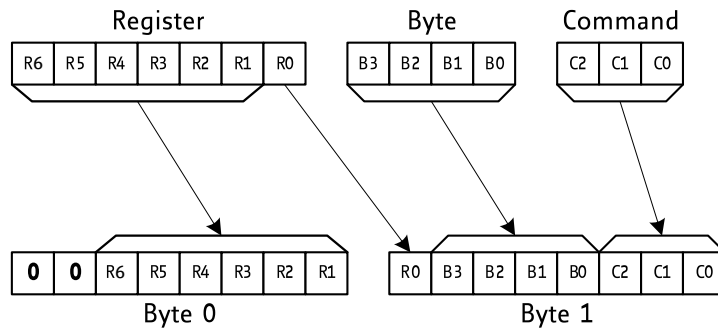 Register Byte Command
R6 R5 R4 R3 R2 R1 R0 B3 B2 B1 B0 C2 C1 C0
0 0 R6 R5 R4 R3 R2 R1 R0 B3 B2 B1 B0 C2 C1 C0
Byte 0 Byte 1